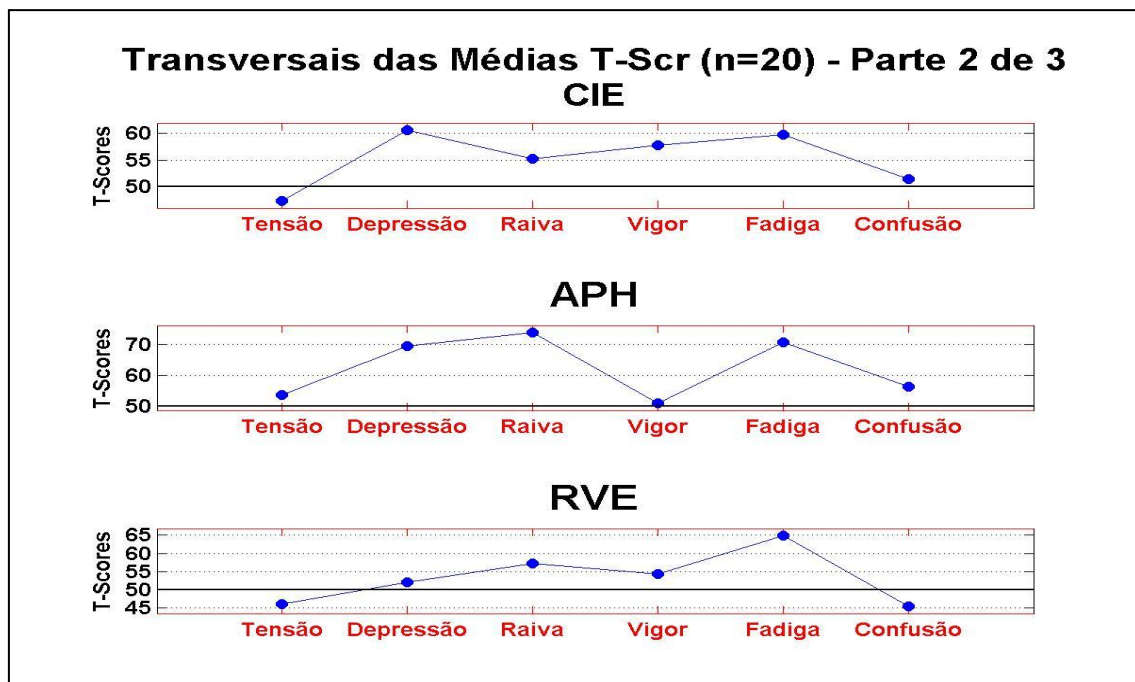 Transversais das Médias T-Scr (n=20) - Parte 2 de 3
CIE
T-Scores
60
55
50
Tensão Depressão Raiva Vigor Fadiga Confusão
APH
T-Scores
70
60
50
Tensão Depressão Raiva Vigor Fadiga Confusão
RVE
T-Scores
65
60
55
50
45
Tensão Depressão Raiva Vigor Fadiga Confusão